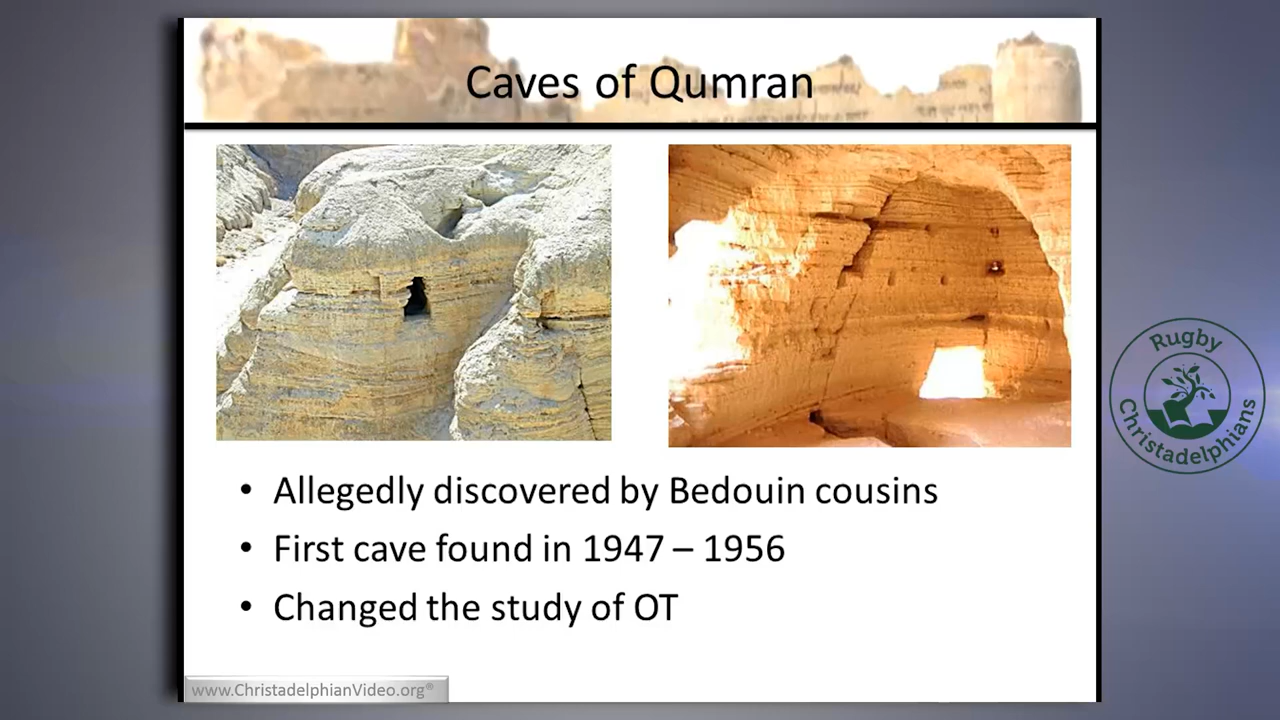 Caves of Qumran
• Allegedly discovered by Bedouin cousins
• First cave found in 1947 – 1956
• Changed the study of OT
www.ChristadelphianVideo.org®
Rugby
Christadelphians